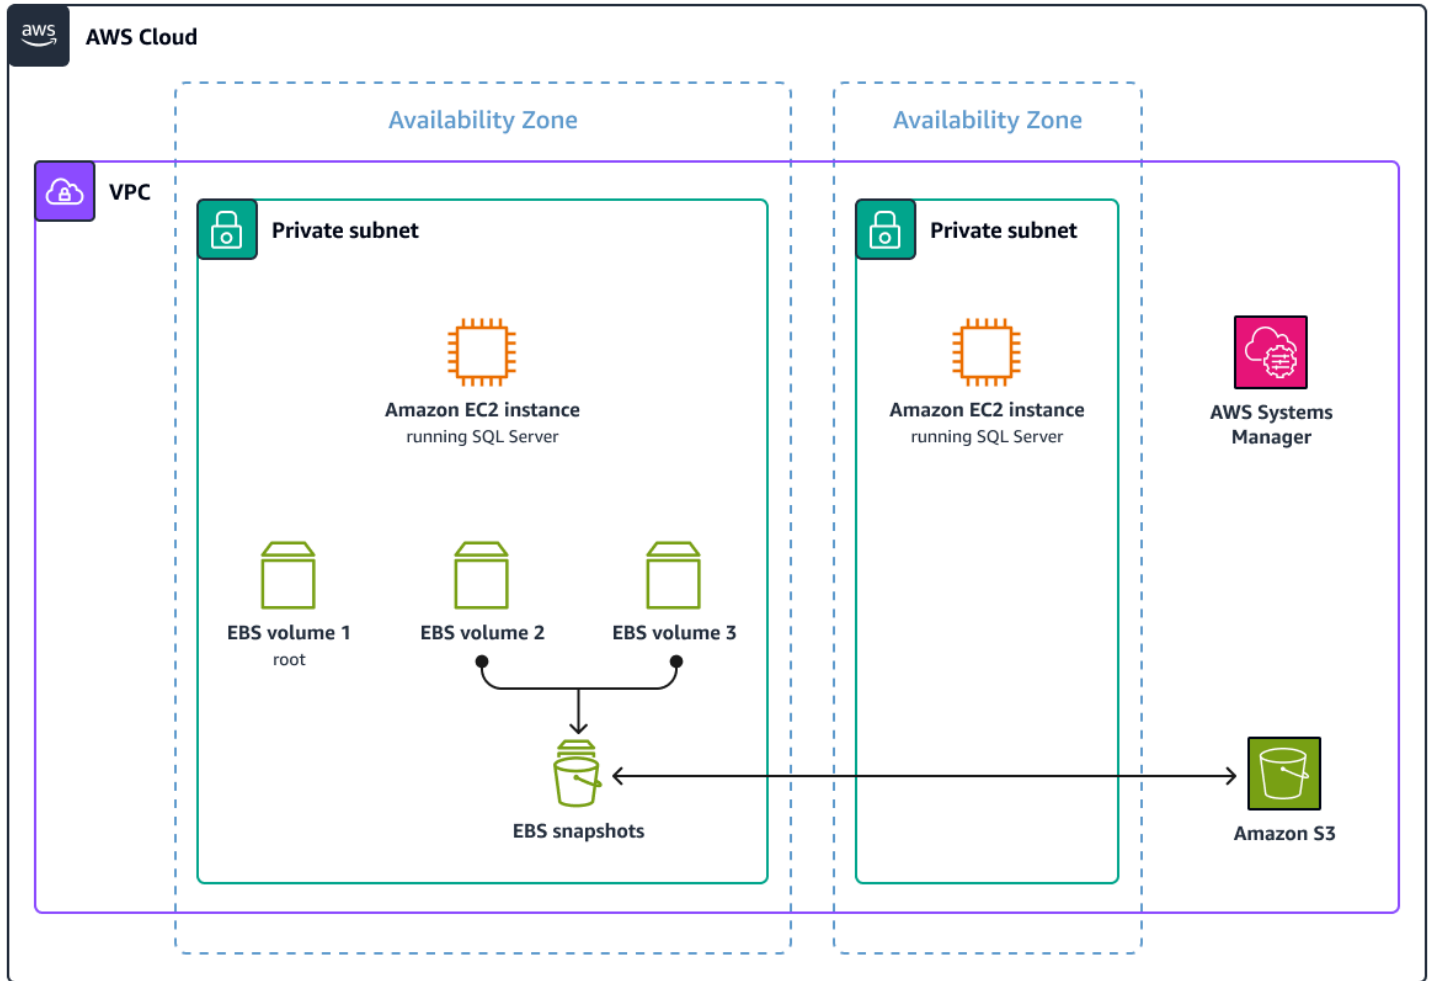 aws
AWS Cloud
Availability Zone
Availability Zone
VPC
Private subnet
Private subnet
Amazon EC2 instance
running SQL Server
Amazon EC2 instance
running SQL Server
AWS Systems
Manager
EBS volume 1
root
EBS volume 2
EBS volume 3
EBS snapshots
Amazon S3